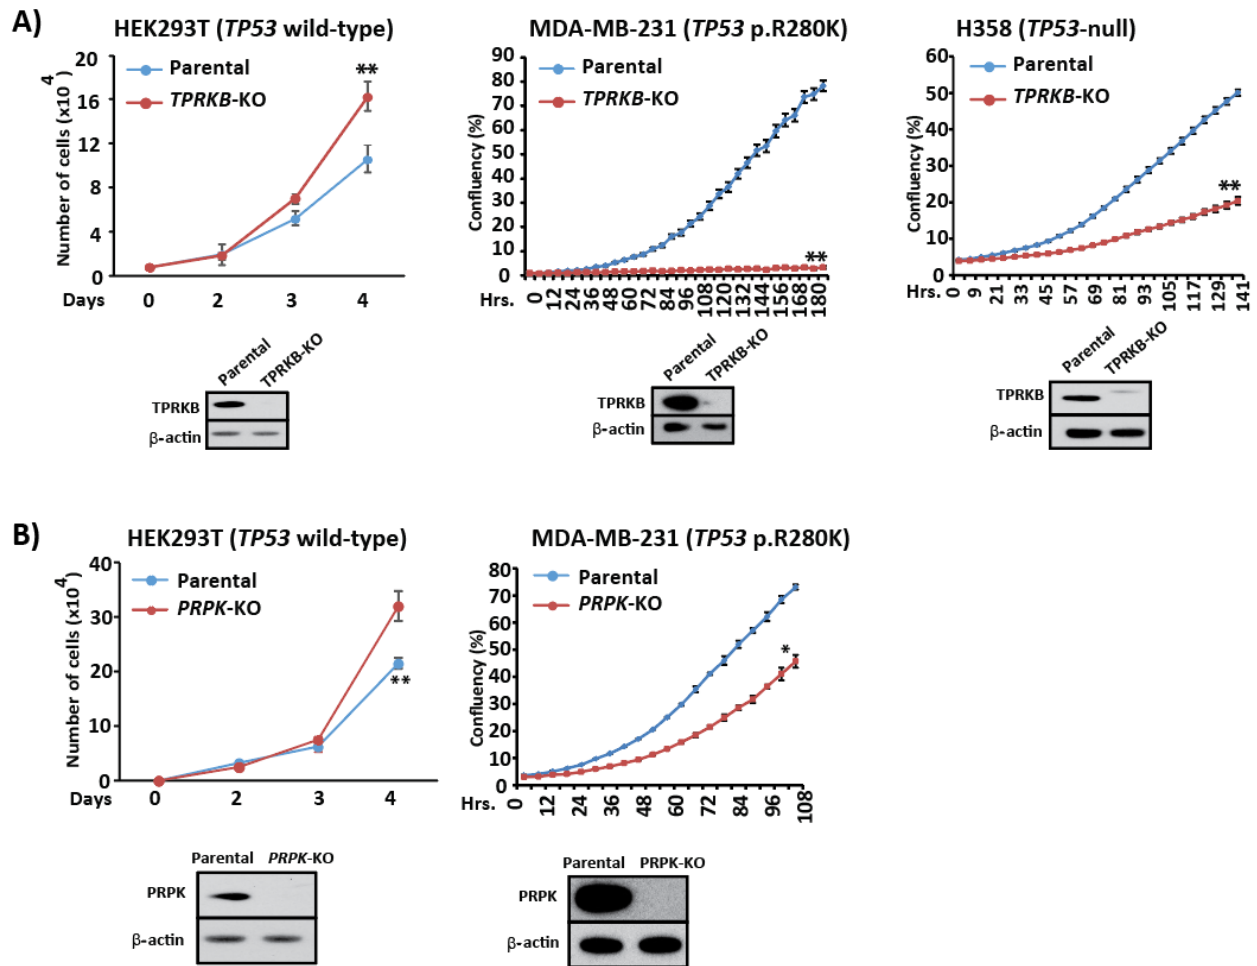 A)
HEK293T (TP53 wild-type)
Parental
TPRKB-KO
**
Number of cells (x10^4)
20
16
12
8
4
0
Days 0 2 3 4
Parental TPRKB-KO
TPRKB
β-actin
MDA-MB-231 (TP53 p.R280K)
Parental
TPRKB-KO
**
Confluency (%)
90
80
70
60
50
40
30
20
10
0
Hrs. 0 12 24 36 48 60 72 84 96 108 120 132 144 156 168 180
Parental TPRKB-KO
TPRKB
β-actin
H358 (TP53-null)
Parental
TPRKB-KO
**
Confluency (%)
60
50
40
30
20
10
0
Hrs. 0 9 21 33 45 57 69 81 93 105 117 129 141
Parental TPRKB-KO
TPRKB
β-actin
B)
HEK293T (TP53 wild-type)
Parental
PRPK-KO
**
Number of cells (x10^4)
40
30
20
10
0
Days 0 2 3 4
Parental PRPK-KO
PRPK
β-actin
MDA-MB-231 (TP53 p.R280K)
Parental
PRPK-KO
*
Confluency (%)
80
70
60
50
40
30
20
10
0
Hrs. 0 12 24 36 48 60 72 84 96 108
Parental PRPK-KO
PRPK
β-actin